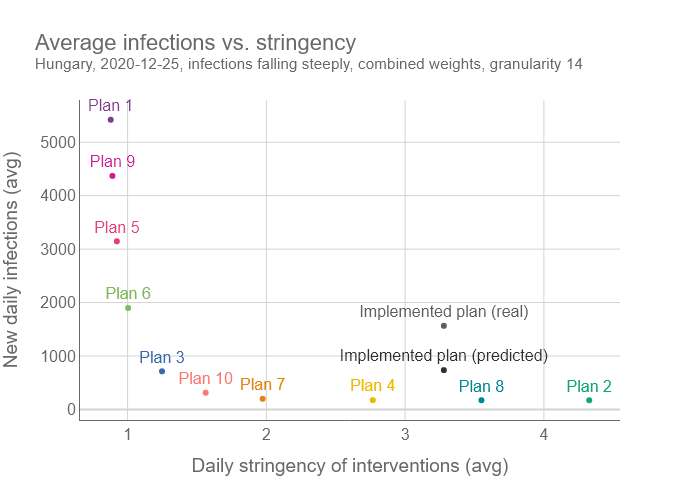 Average infections vs. stringency
Hungary, 2020-12-25, infections falling steeply, combined weights, granularity 14
New daily infections (avg)
5000
4000
3000
2000
1000
0
Plan 1
Plan 9
Plan 5
Plan 6
Implemented plan (real)
Plan 3
Implemented plan (predicted)
Plan 10
Plan 7
Plan 4
Plan 8
Plan 2
1
2
3
4
Daily stringency of interventions (avg)